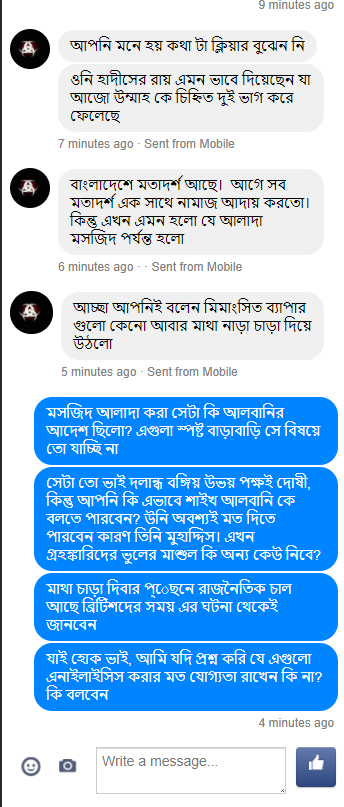 9 minutes ago
আপনি মনে হয় কথা টা ক্লিয়ার বুঝেন নি
ওনি হাদীসের রায় এমন ভাবে দিয়েছেন যা
আজো উম্মাহ কে চিহ্নিত দুই ভাগ করে
ফেলেছে
7 minutes ago · Sent from Mobile
বাংলাদেশে মতাদর্শ আছে। আগে সব
মতাদর্শ এক সাথে নামাজ আদায় করতো।
কিন্তু এখন এমন হলো যে আলাদা
মসজিদ পর্যন্ত হলো
6 minutes ago · · Sent from Mobile
আচ্ছা আপনিই বলেন মিমাংসিত ব্যাপার
গুলো কেনো আবার মাথা নাড়া চাড়া দিয়ে
উঠলো
5 minutes ago · Sent from Mobile
মসজিদ আলাদা করা সেটা কি আলবানির
আদেশ ছিলো? এগুলা স্পষ্ট বাড়াবাড়ি সে বিষয়ে
তো যাচ্ছি না
সেটা তো ভাই দলান্ধ বঙ্গিয় উভয় পক্ষই দোষী,
কিন্তু আপনি কি এভাবে শাইখ আলবানি কে
বলতে পারবেন? উনি অবশ্যই মত দিতে
পারবেন কারণ তিনি মুহাদ্দিস। এখন
গ্রহঙ্কারিদের ভুলের মাশুল কি অন্য কেউ নিবে?
মাথা চাড়া দিবার প্েছনে রাজনৈতিক চাল
আছে ব্রিটিশদের সময় এর ঘটনা থেকেই
জানবেন
যাই হোক ভাই, আমি যদি প্রশ্ন করি যে এগুলো
এনাইলাইসিস করার মত যোগ্যতা রাখেন কি না?
কি বলবেন
4 minutes ago
Write a message...